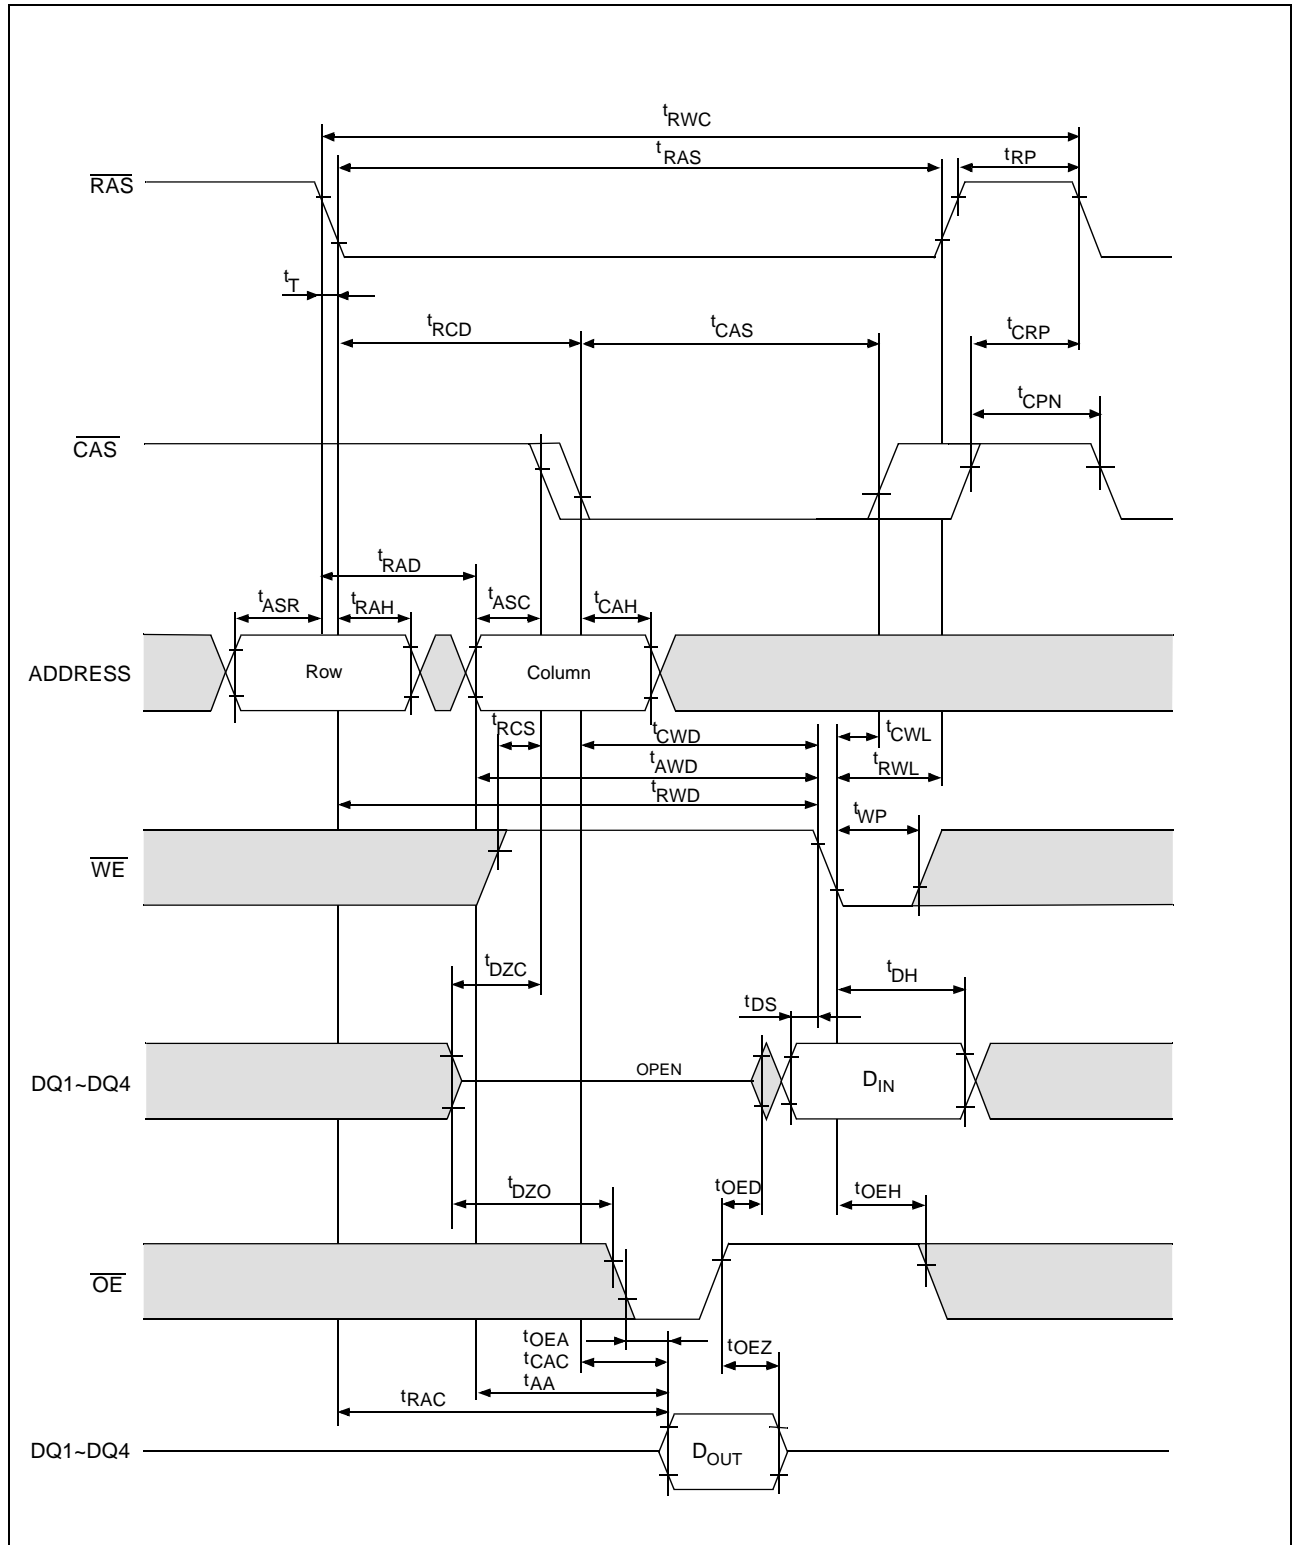 tRWC
tRAS
tRP
RAS
tT
tRCD
tCAS
tCRP
tCPN
CAS
tRAD
tASR
tRAH
tASC
tCAH
ADDRESS
Row
Column
tRCS
tCWD
tCWL
tAWD
tRWL
tRWD
tWP
WE
tDZC
tDH
tDS
DQ1~DQ4
OPEN
DIN
tDZO
tOED
tOEH
OE
tOEA
tOEZ
tCAC
tAA
tRAC
DQ1~DQ4
DOUT